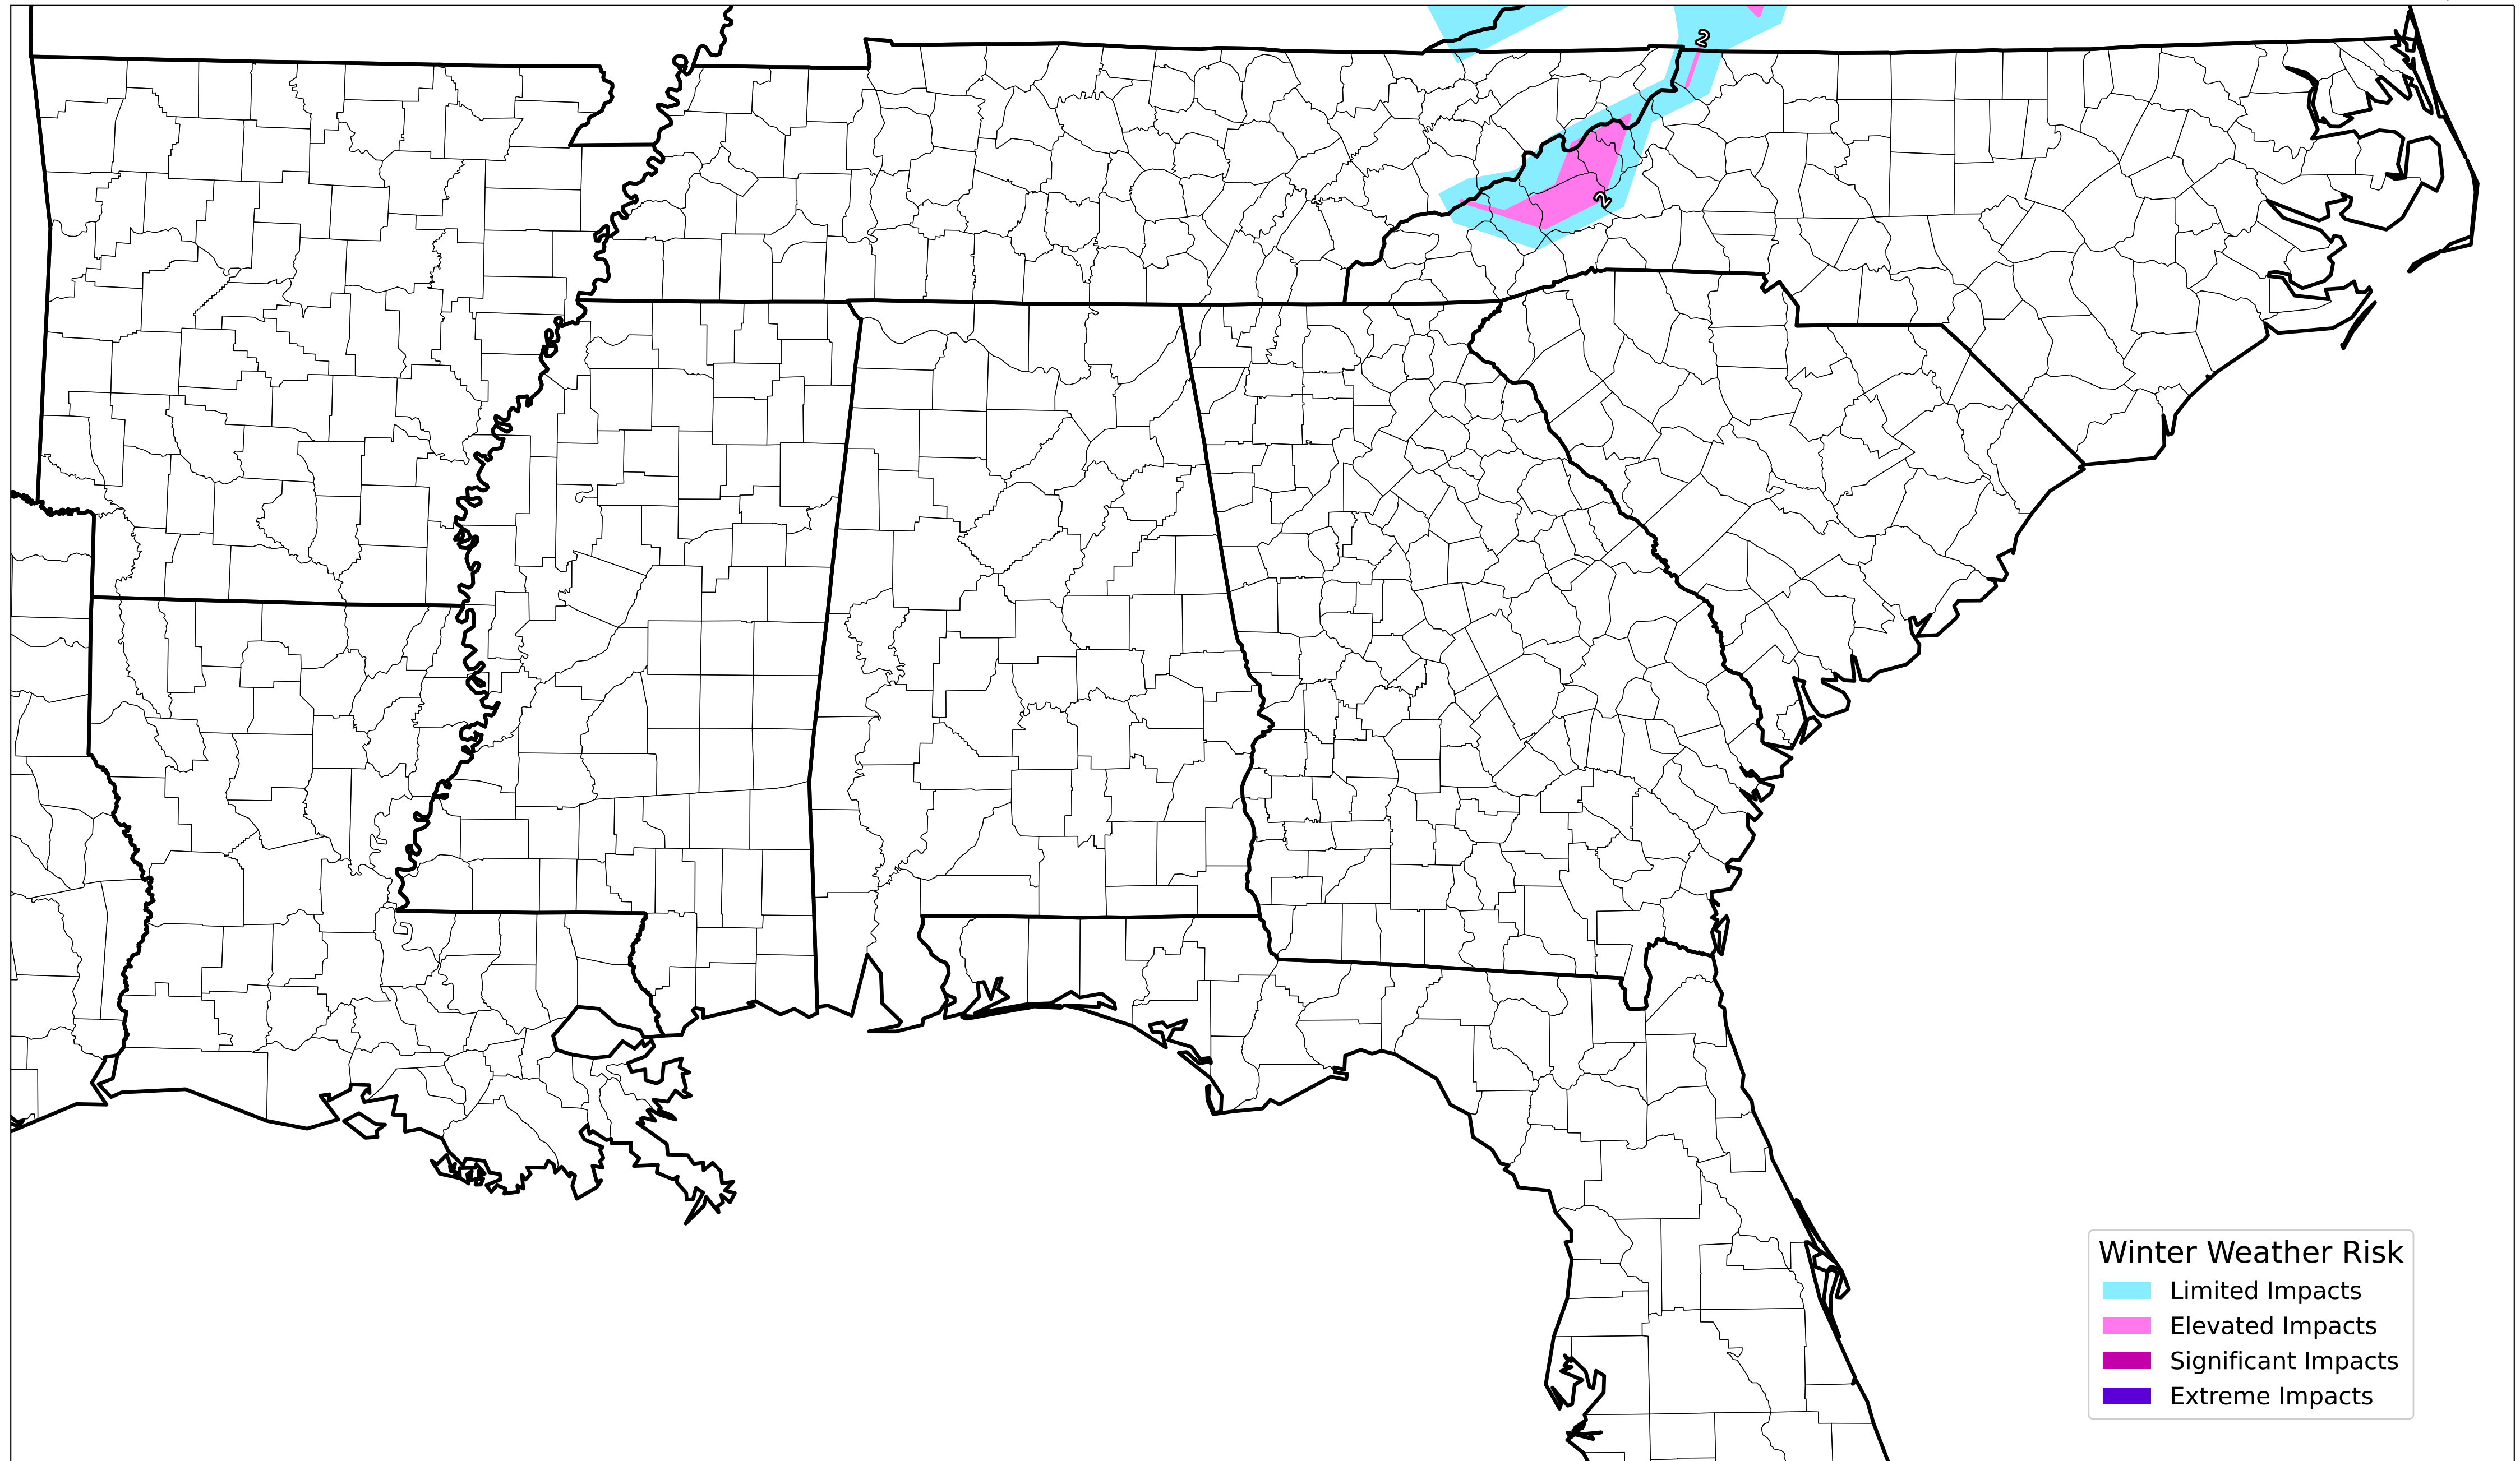 2
2
Winter Weather Risk
Limited Impacts
Elevated Impacts
Significant Impacts
Extreme Impacts